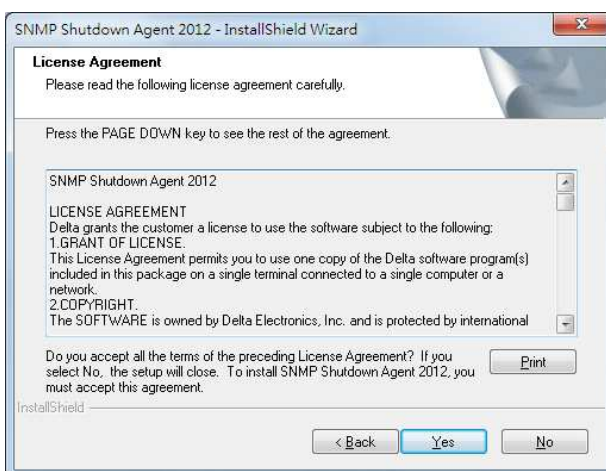 SNMP Shutdown Agent 2012 - InstallShield Wizard
License Agreement
Please read the following license agreement carefully.
Press the PAGE DOWN key to see the rest of the agreement.
SNMP Shutdown Agent 2012
LICENSE AGREEMENT
Delta grants the customer a license to use the software subject to the following:
1.GRANT OF LICENSE.
This License Agreement permits you to use one copy of the Delta software program(s)
included in this package on a single terminal connected to a single computer or a
network.
2.COPYRIGHT.
The SOFTWARE is owned by Delta Electronics, Inc. and is protected by international
Do you accept all the terms of the preceding License Agreement?  If you
select No,  the setup will close.  To install SNMP Shutdown Agent 2012, you
must accept this agreement.
Print
InstallShield
< Back
Yes
No